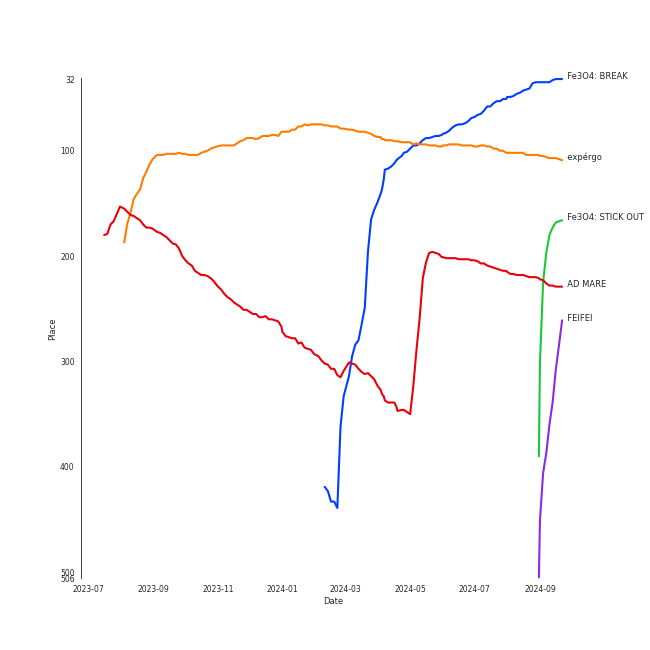 32
Fe3O4: BREAK
100
expérgo
200
Fe3O4: STICK OUT
AD MARE
FEIFEI
Place
300
400
500
506
2023-07
2023-09
2023-11
2024-01
2024-03
2024-05
2024-07
2024-09
Date